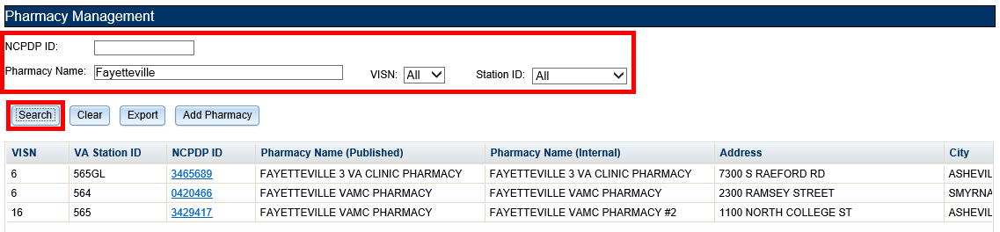 Pharmacy Management
NCPDP ID:
Pharmacy Name: Fayetteville VISN: All Station ID: All
Search Clear Export Add Pharmacy
VISN VA Station ID NCPDP ID Pharmacy Name (Published) Pharmacy Name (Internal) Address City
6 565GL 3465689 FAYETTEVILLE 3 VA CLINIC PHARMACY FAYETTEVILLE 3 VA CLINIC PHARMACY 7300 S RAEFORD RD ASHEVIL
6 564 0420466 FAYETTEVILLE VAMC PHARMACY FAYETTEVILLE VAMC PHARMACY 2300 RAMSEY STREET SMYRNA
16 565 3429417 FAYETTEVILLE VAMC PHARMACY FAYETTEVILLE VAMC PHARMACY #2 1100 NORTH COLLEGE ST ASHEVIL